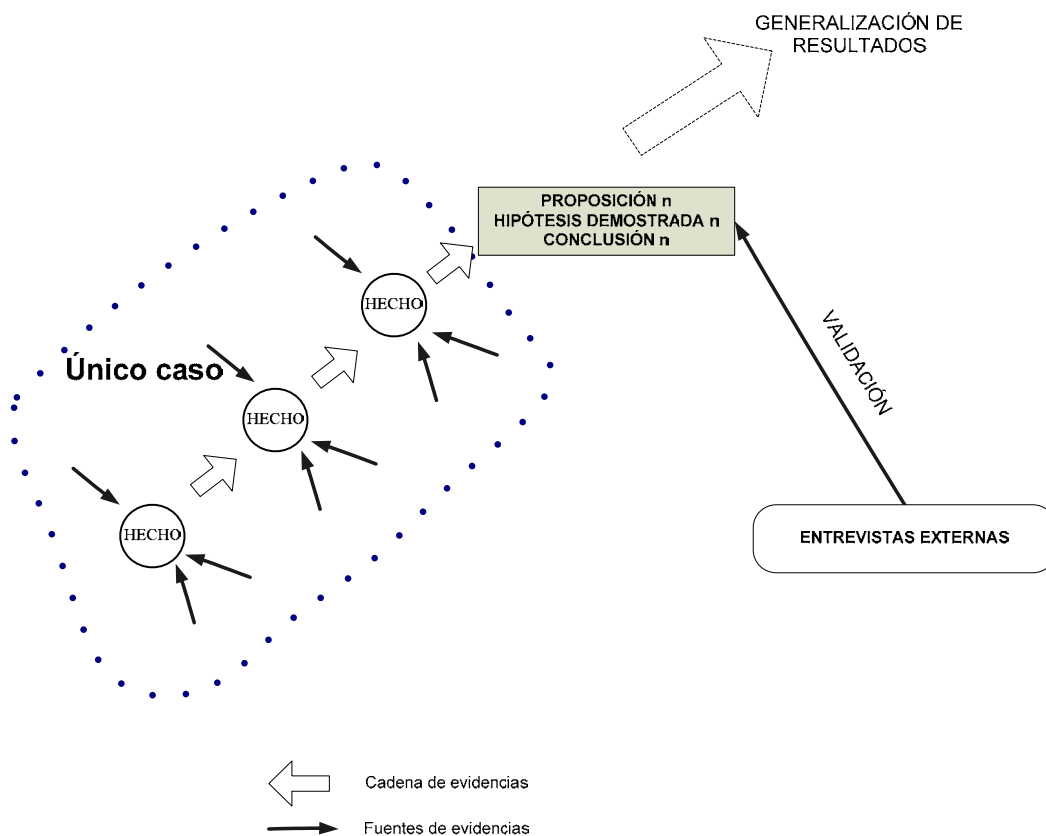 GENERALIZACIÓN DE
RESULTADOS
PROPOSICIÓN n
HIPÓTESIS DEMOSTRADA n
CONCLUSIÓN n
HECHO
Único caso
HECHO
HECHO
VALIDACIÓN
ENTREVISTAS EXTERNAS
Cadena de evidencias
Fuentes de evidencias